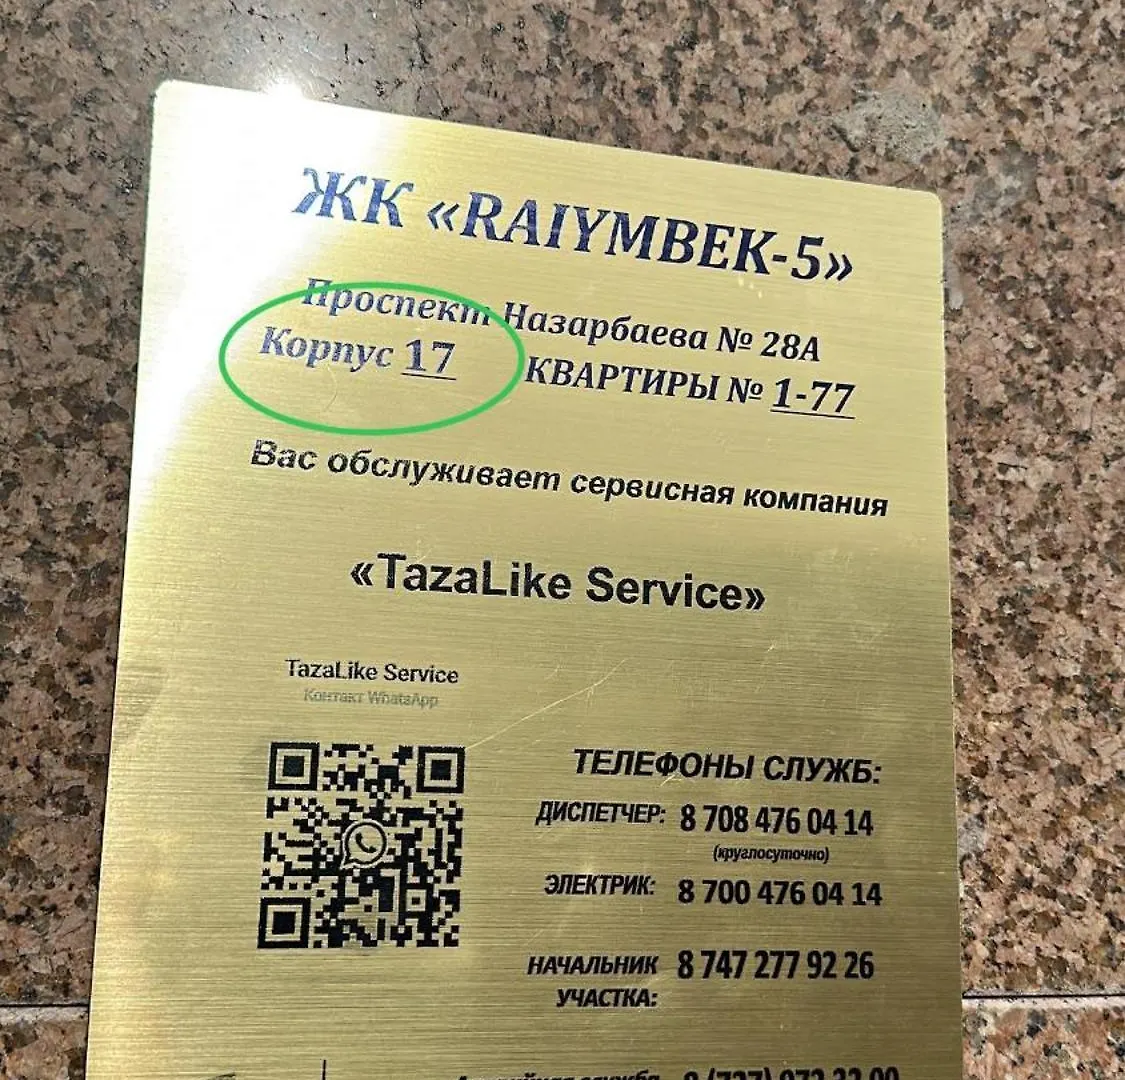 ЖК «RAIYMBEK-5»
Проспект Назарбаева № 28А
Корпус 17 КВАРТИРЫ № 1-77
Вас обслуживает сервисная компания
«TazaLike Service»
TazaLike Service
Контакт WhatsApp
ТЕЛЕФОНЫ СЛУЖБ:
ДИСПЕТЧЕР: 8 708 476 04 14
(круглосуточно)
ЭЛЕКТРИК: 8 700 476 04 14
НАЧАЛЬНИК 8 747 277 92 26
УЧАСТКА: